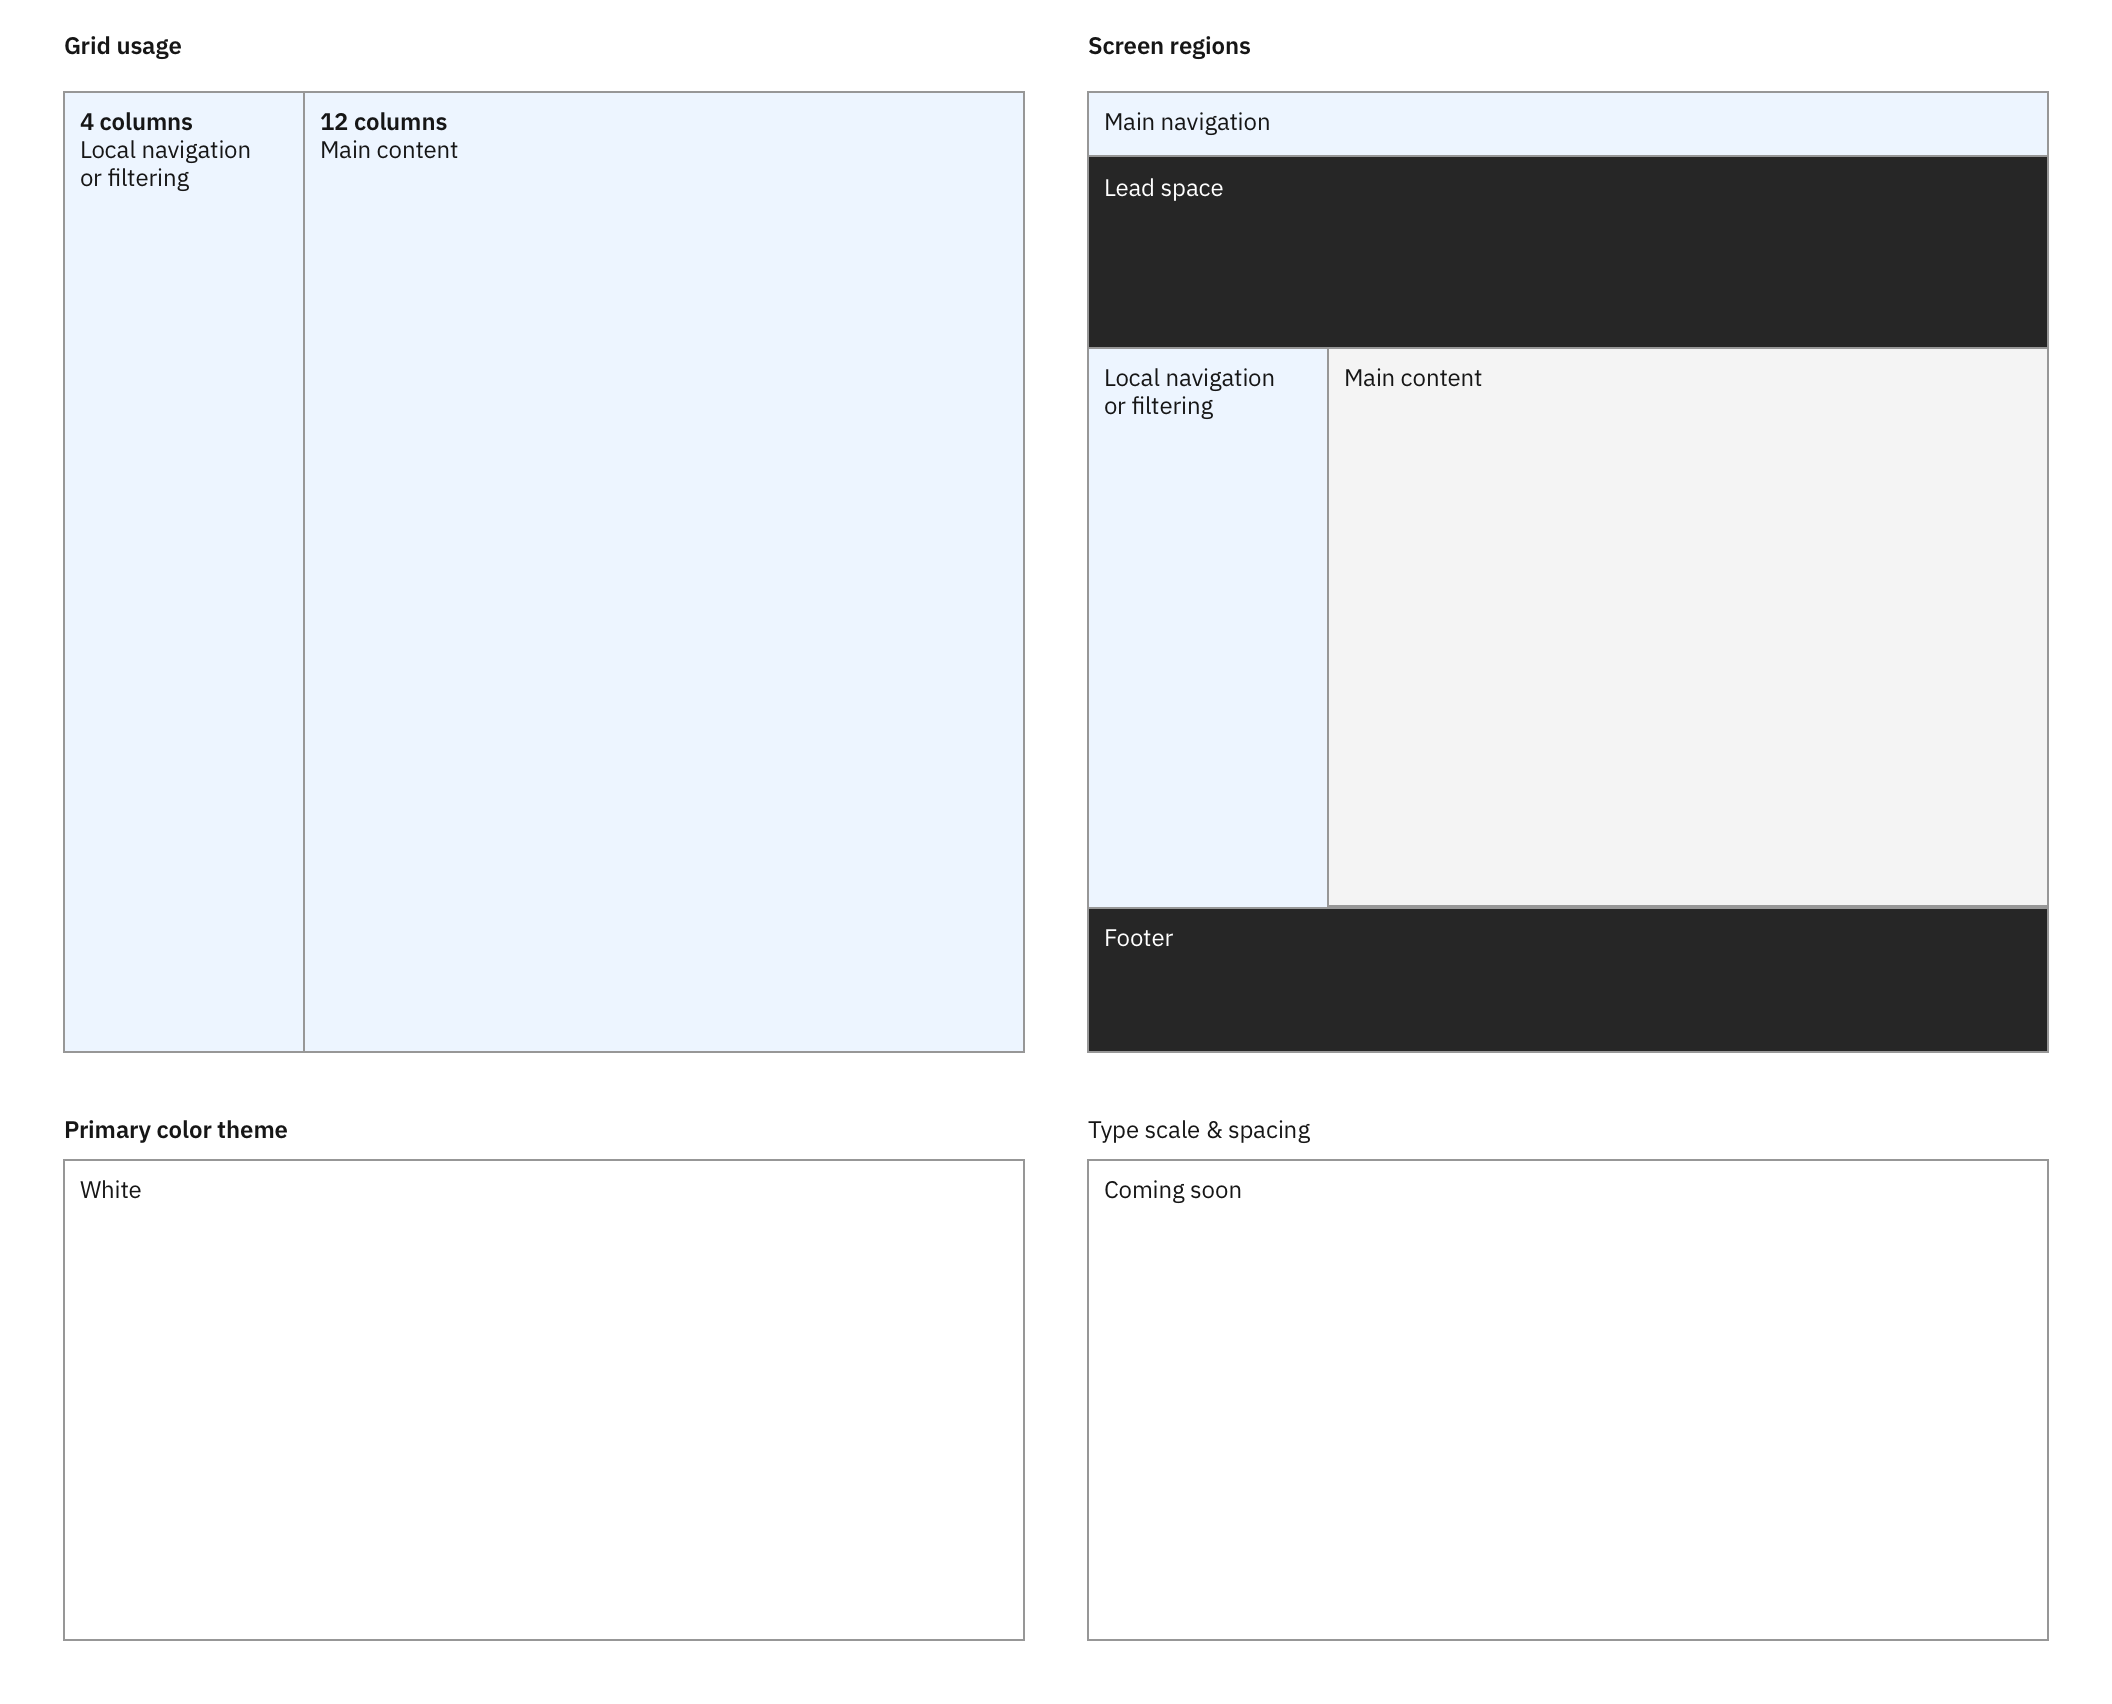 Grid usage
4 columns
Local navigation
or filtering
12 columns
Main content
Screen regions
Main navigation
Lead space
Local navigation
or filtering
Main content
Footer
Primary color theme
White
Type scale & spacing
Coming soon